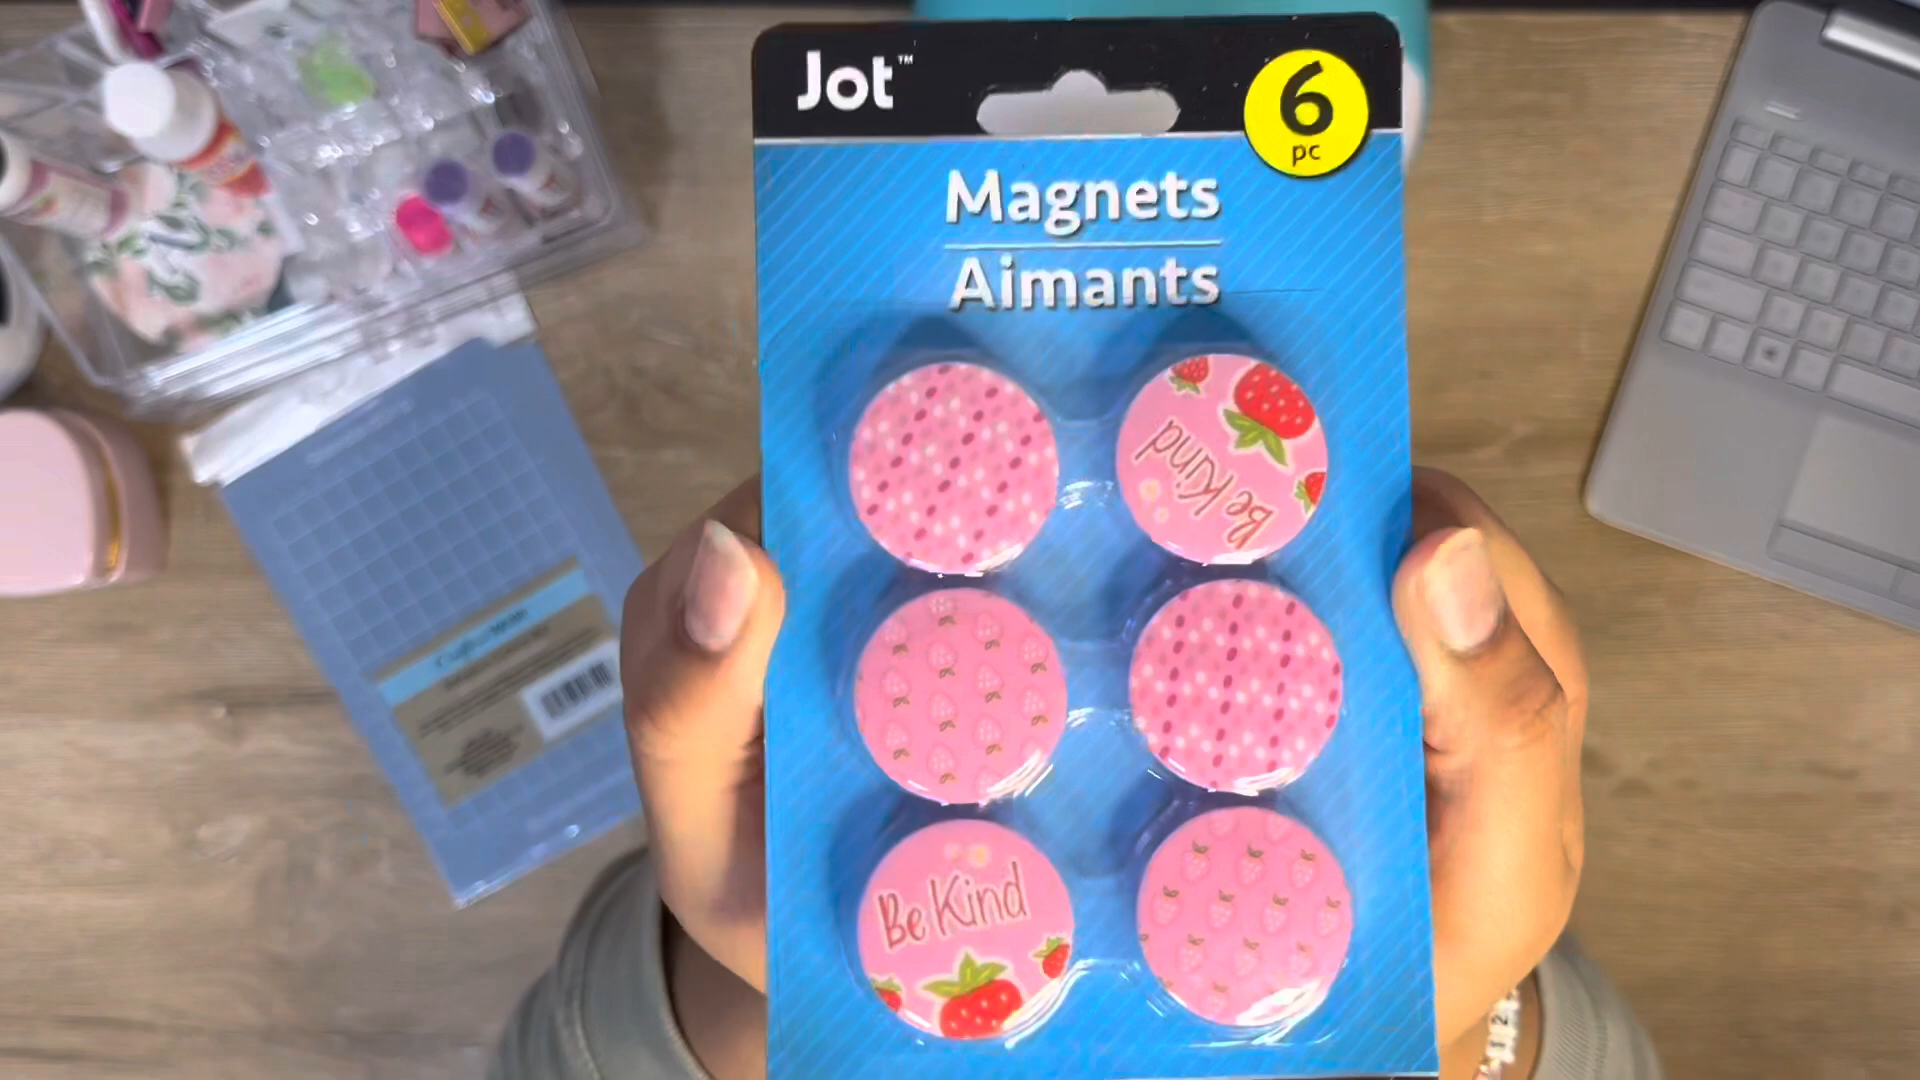 Jot™
6
pc
Magnets
Aimants
Be Kind
Be Kind